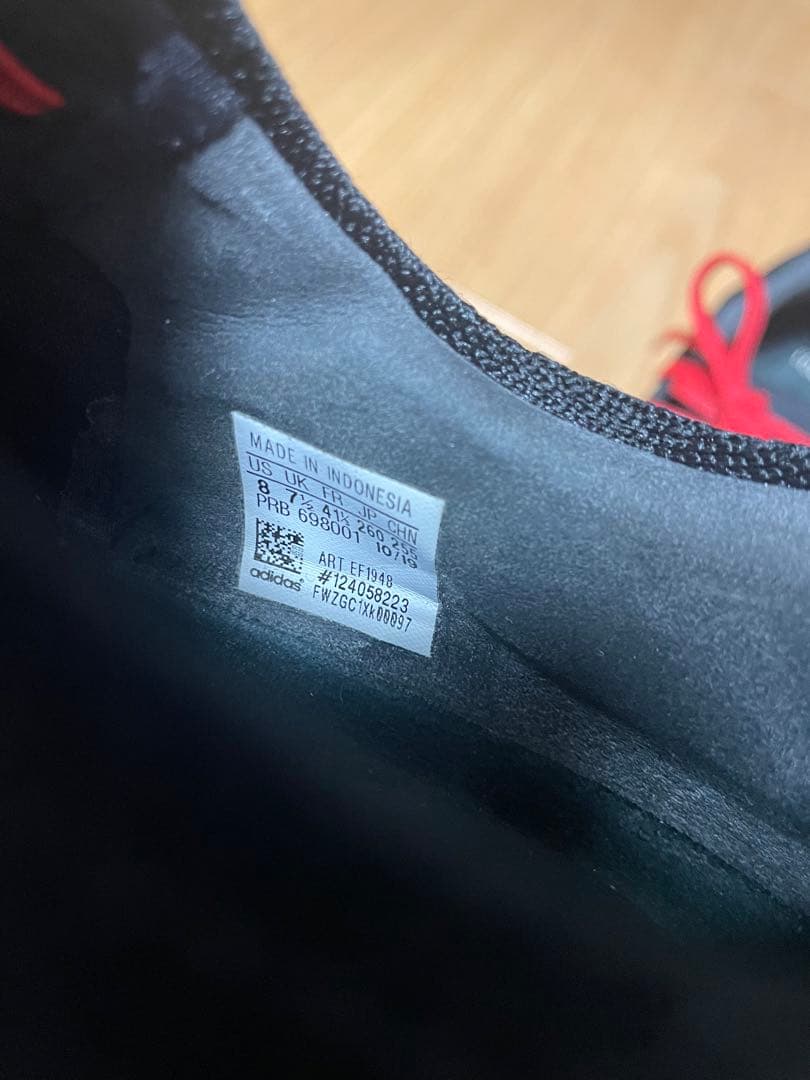 MADE IN INDONESIA
US UK FR JP CHN
8 7½ 41⅓ 260 255
PRB 698001 10/19
ART EF1948
#124058223
adidas
FWZGC1XK00097